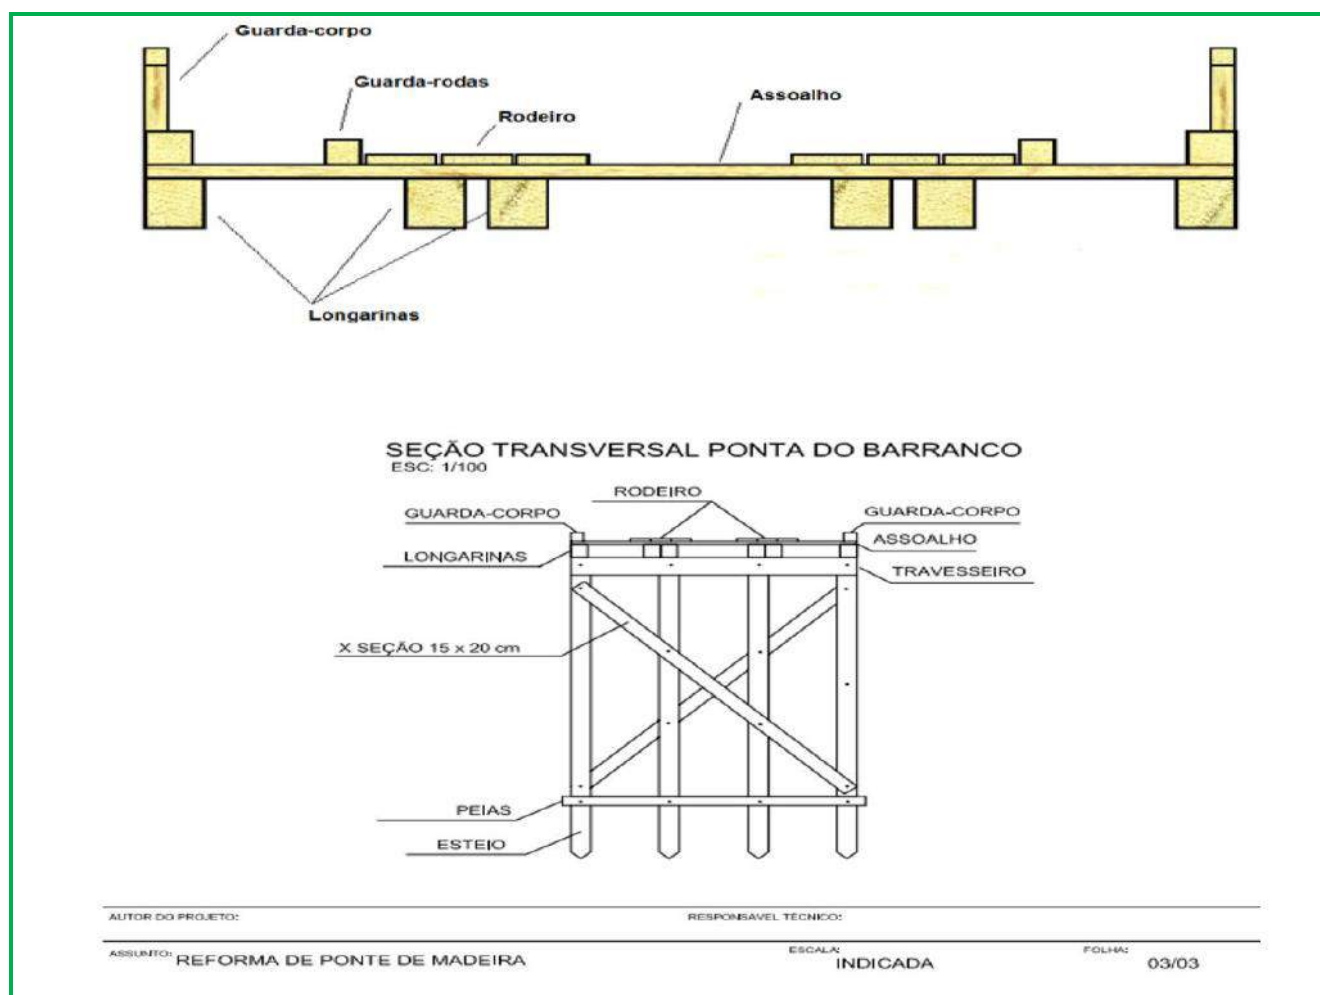 Guarda-corpo
Guarda-rodas
Assoalho
Rodeiro
Longarinas
SEÇÃO TRANSVERSAL PONTA DO BARRANCO
ESC: 1/100
RODEIRO
GUARDA-CORPO
GUARDA-CORPO
ASSOALHO
LONGARINAS
TRAVESSEIRO
X SEÇÃO 15 x 20 cm
PEIAS
ESTEIO
AUTOR DO PROJETO:
RESPONSAVEL TÉCNICO:
ASSUNTO: REFORMA DE PONTE DE MADEIRA
ESCALA: INDICADA
FOLHA: 03/03